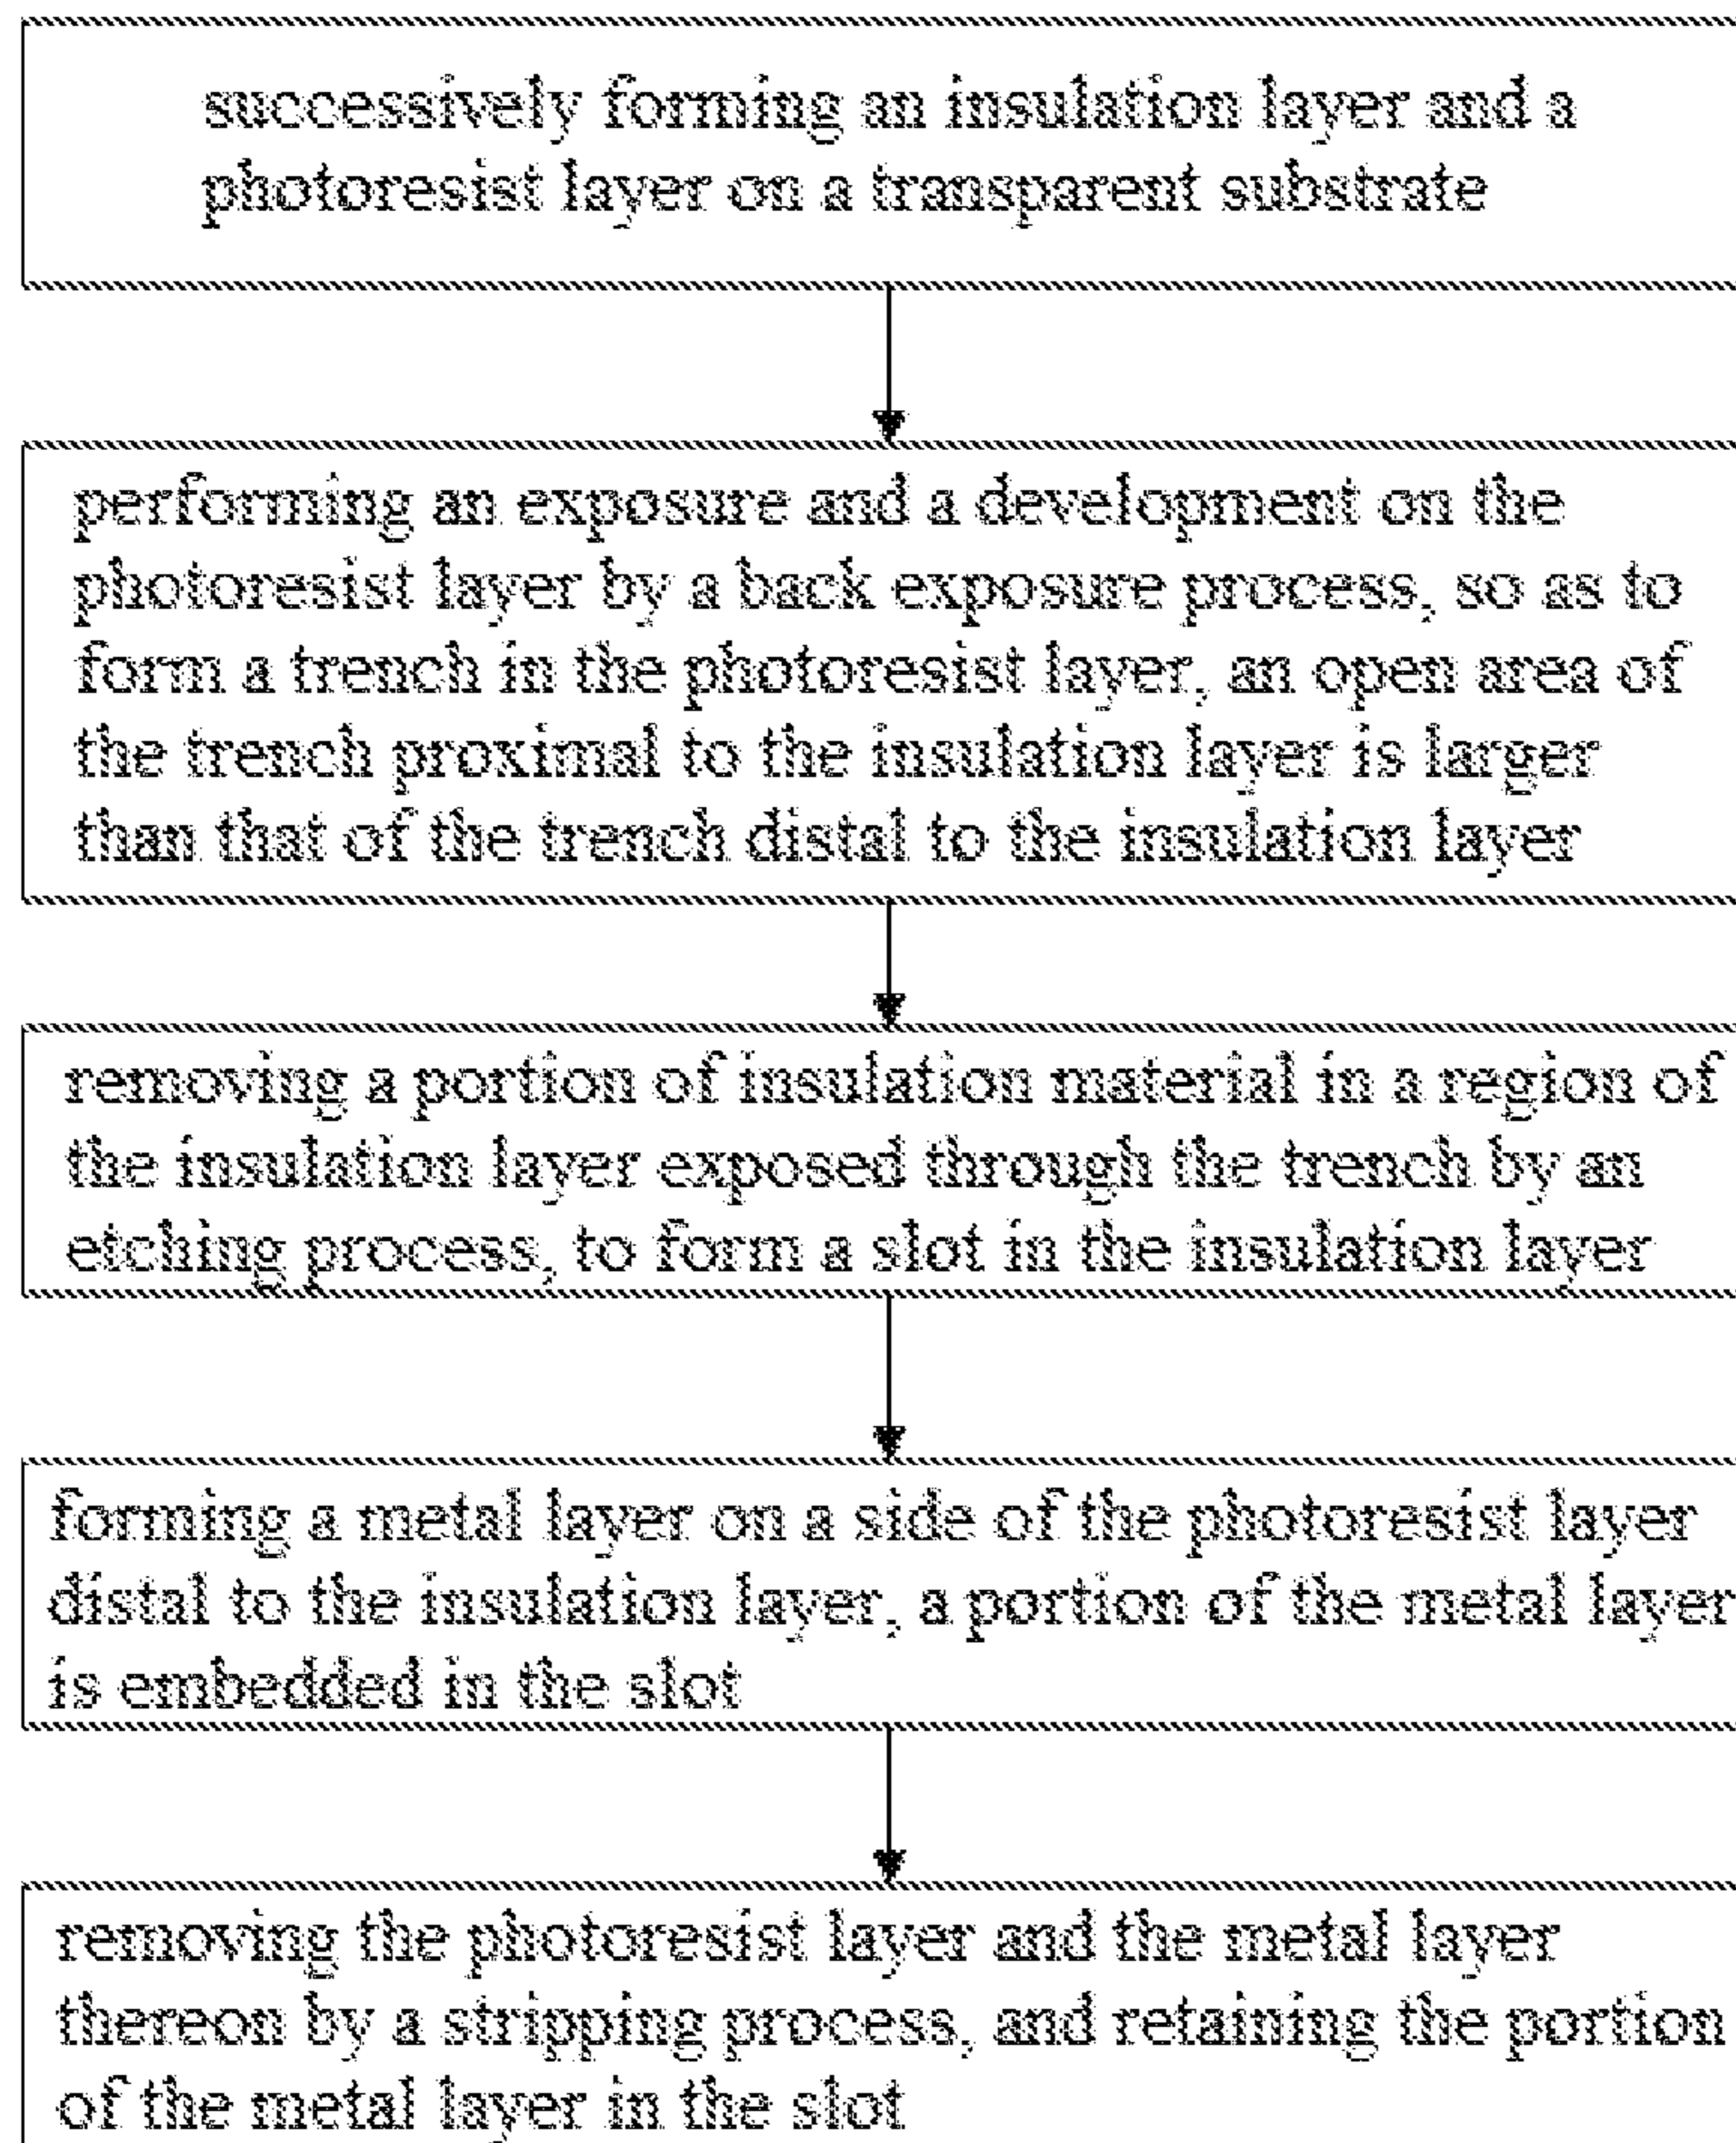 successively forming an insulation layer and a
photoresist layer on a transparent substrate
performing an exposure and a development on the
photoresist layer by a back exposure process, so as to
form a trench in the photoresist layer, an open area of
the trench proximal to the insulation layer is larger
than that of the trench distal to the insulation layer
removing a portion of insulation material in a region of
the insulation layer exposed through the trench by an
etching process, to form a slot in the insulation layer
forming a metal layer on a side of the photoresist layer
distal to the insulation layer, a portion of the metal layer
is embedded in the slot
removing the photoresist layer and the metal layer
thereon by a stripping process, and retaining the portion
of the metal layer in the slot